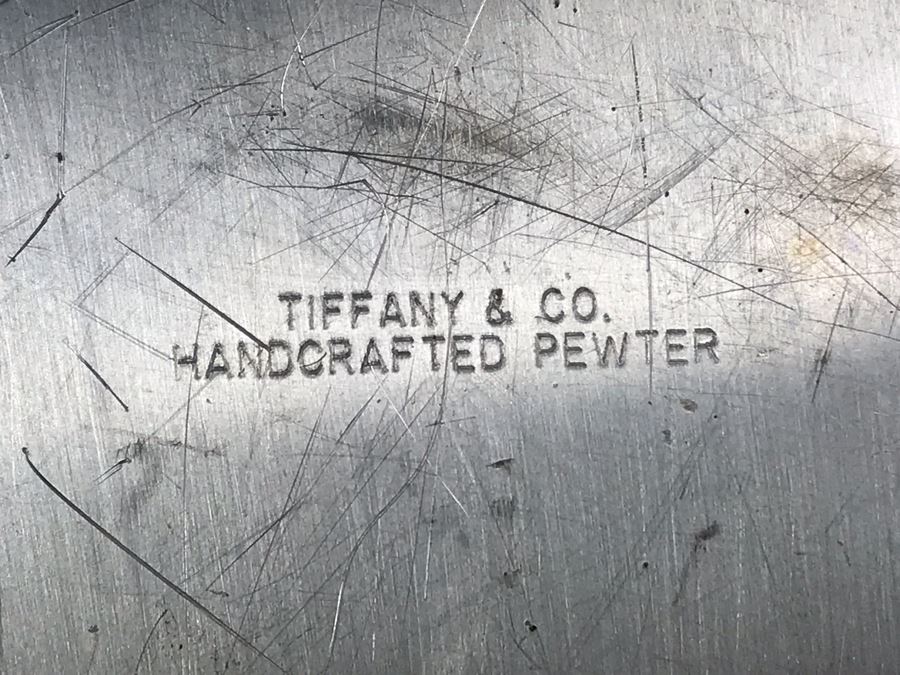 TIFFANY & CO.
HANDCRAFTED PEWTER